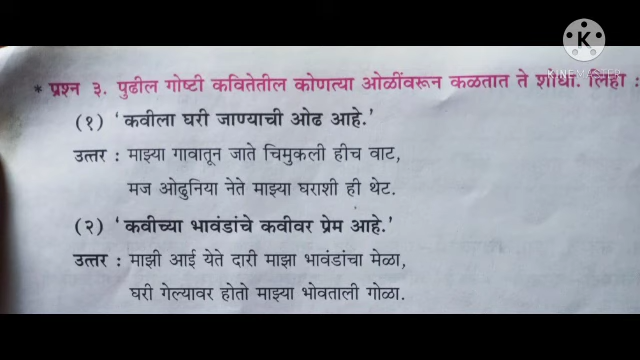 K
KINEMASTER
* प्रश्न ३. पुढील गोष्टी कवितेतील कोणत्या ओळींवरून कळतात ते शोधा. लिहा :
(१) ‘ कवीला घरी जाण्याची ओढ आहे.’
उत्तर : माझ्या गावातून जाते चिमुकली हीच वाट,
मज ओढुनिया नेते माझ्या घराशी ही थेट.
(२) ‘ कवीच्या भावंडांचे कवीवर प्रेम आहे.’
उत्तर : माझी आई येते दारी माझा भावंडांचा मेळा,
घरी गेल्यावर होतो माझ्या भोवताली गोळा.